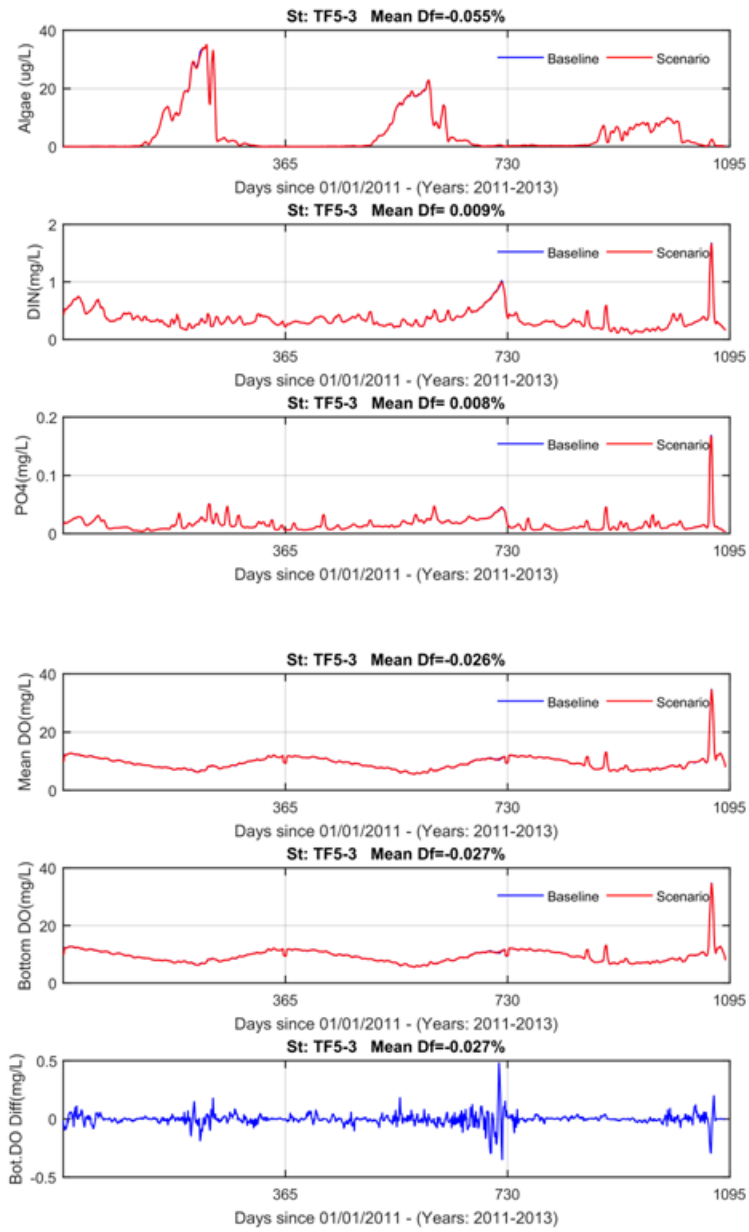 St: TF5-3 Mean Df=-0.055%
40
20
0
Algae (ug/L)
Baseline Scenario
365 730 1095
Days since 01/01/2011 - (Years: 2011-2013)
St: TF5-3 Mean Df= 0.009%
2
1
0
DIN(mg/L)
Baseline Scenario
365 730 1095
Days since 01/01/2011 - (Years: 2011-2013)
St: TF5-3 Mean Df= 0.008%
0.2
0.1
0
PO4(mg/L)
Baseline Scenario
365 730 1095
Days since 01/01/2011 - (Years: 2011-2013)
St: TF5-3 Mean Df=-0.026%
40
20
0
Mean DO(mg/L)
Baseline Scenario
365 730 1095
Days since 01/01/2011 - (Years: 2011-2013)
St: TF5-3 Mean Df=-0.027%
40
20
0
Bottom DO(mg/L)
Baseline Scenario
365 730 1095
Days since 01/01/2011 - (Years: 2011-2013)
St: TF5-3 Mean Df=-0.027%
0.5
0
-0.5
Bot.DO Diff(mg/L)
365 730 1095
Days since 01/01/2011 - (Years: 2011-2013)